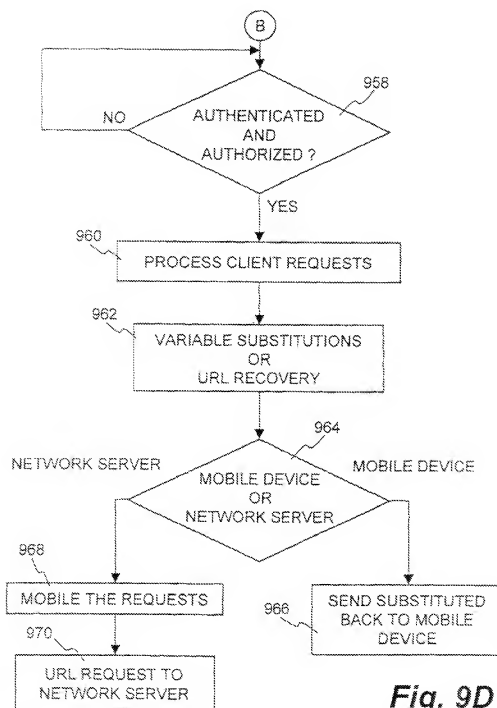 B
958
NO
AUTHENTICATED
AND
AUTHORIZED ?
YES
960
PROCESS CLIENT REQUESTS
962
VARIABLE SUBSTITUTIONS
OR
URL RECOVERY
964
NETWORK SERVER
MOBILE DEVICE
MOBILE DEVICE
OR
NETWORK SERVER
968
MOBILE THE REQUESTS
966
SEND SUBSTITUTED
BACK TO MOBILE
DEVICE
970
URL REQUEST TO
NETWORK SERVER
Fig. 9D